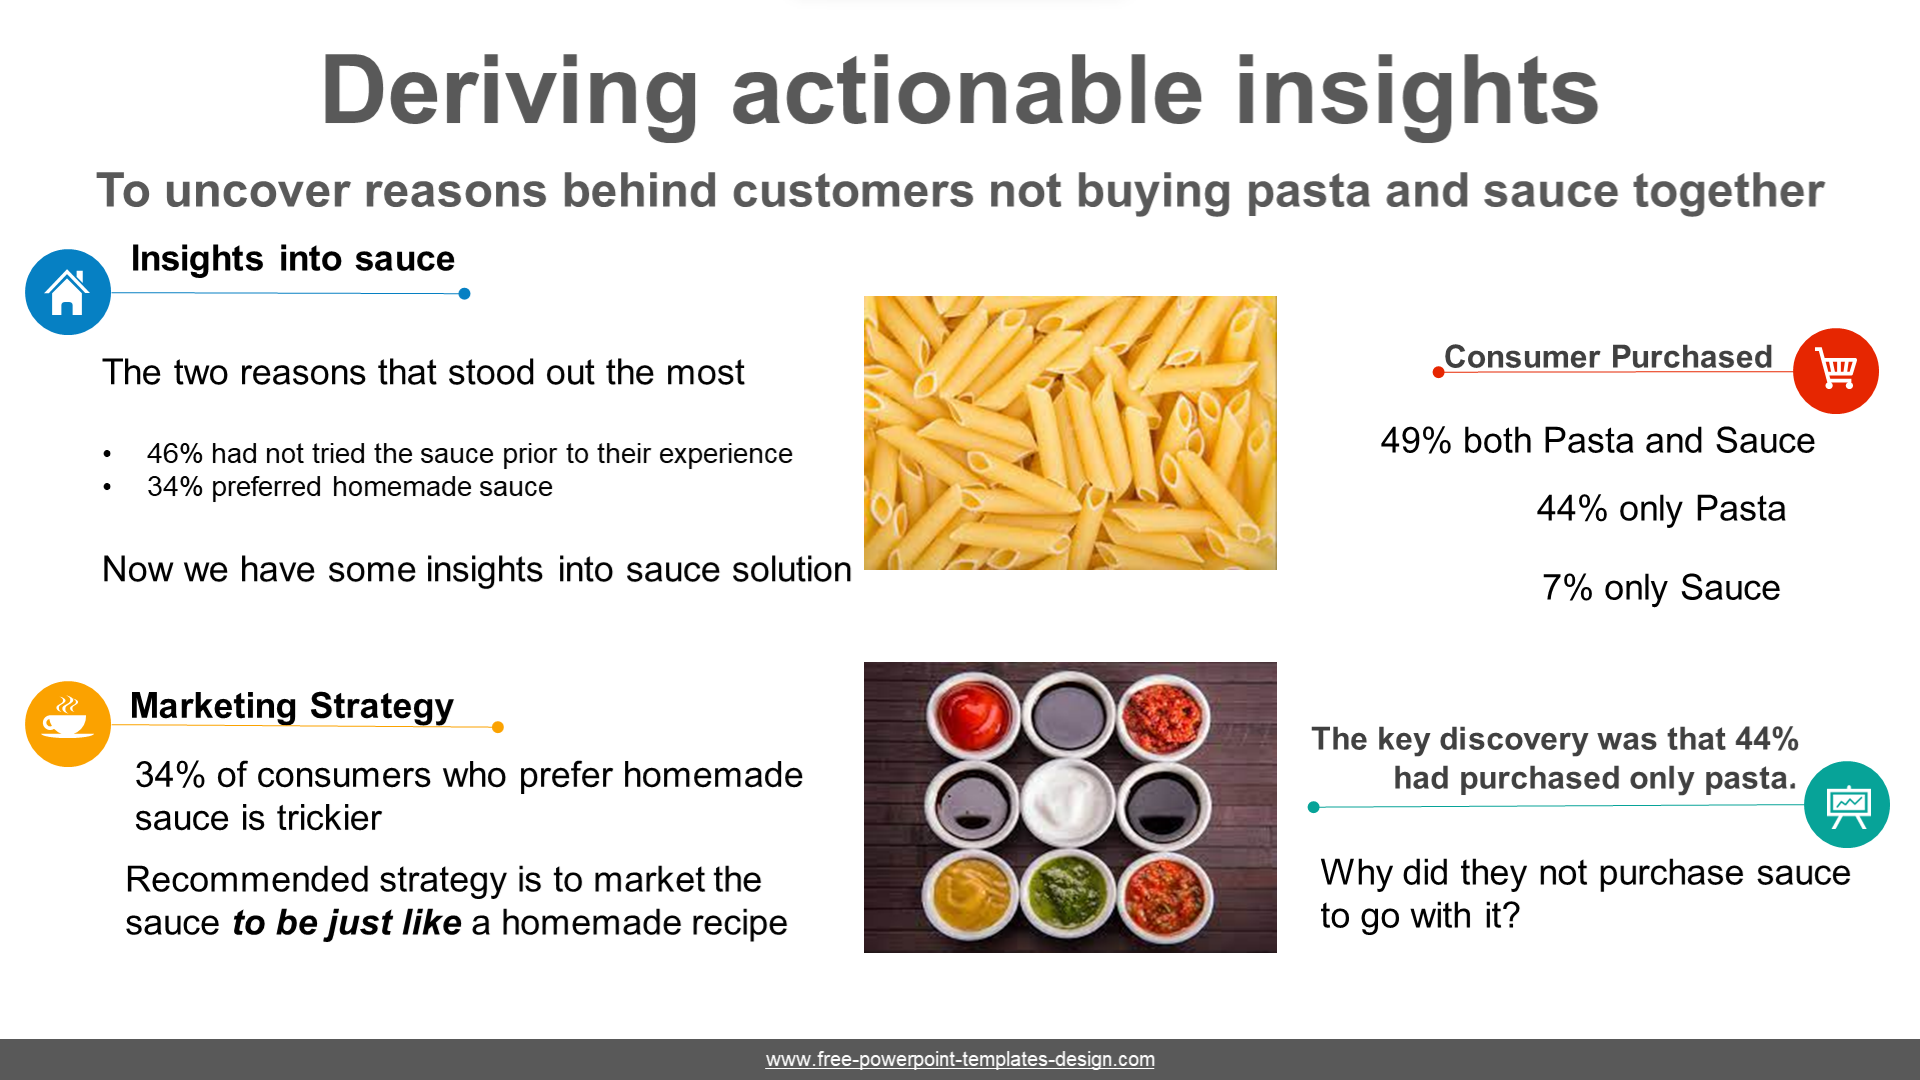 Deriving actionable insights
To uncover reasons behind customers not buying pasta and sauce together
Insights into sauce
The two reasons that stood out the most
• 46% had not tried the sauce prior to their experience
• 34% preferred homemade sauce
Now we have some insights into sauce solution
Consumer Purchased
49% both Pasta and Sauce
44% only Pasta
7% only Sauce
Marketing Strategy
34% of consumers who prefer homemade
sauce is trickier
Recommended strategy is to market the
sauce to be just like a homemade recipe
The key discovery was that 44%
had purchased only pasta.
Why did they not purchase sauce
to go with it?
www.free-powerpoint-templates-design.com